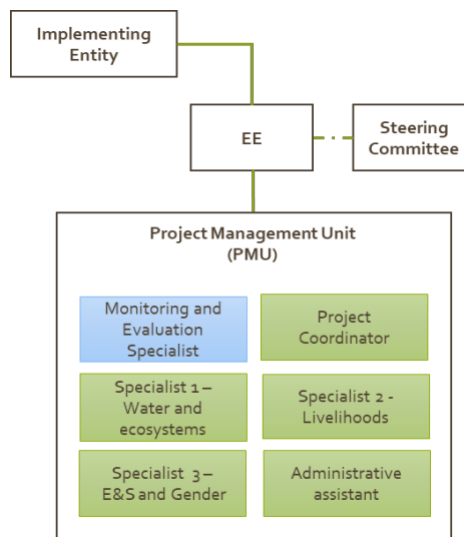 Implementing
Entity
EE
Steering
Committee
Project Management Unit
(PMU)
Monitoring and
Evaluation
Specialist
Project
Coordinator
Specialist 1 –
Water and
ecosystems
Specialist 2 -
Livelihoods
Specialist 3 –
E&S and Gender
Administrative
assistant